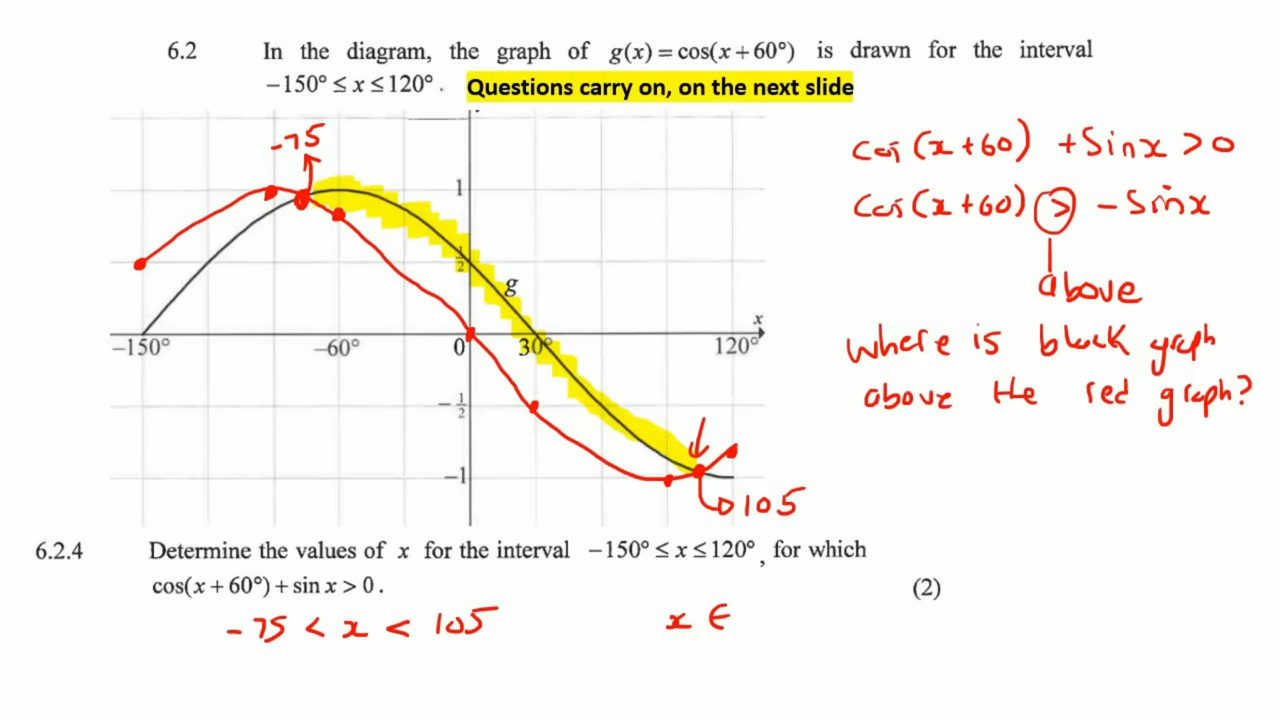 6.2 In the diagram, the graph of g(x) = cos(x + 60°) is drawn for the interval
−150° ≤ x ≤ 120°. Questions carry on, on the next slide
-75
cos(x+60) + sinx > 0
cos(x+60) > - sinx
above
where is black graph
above the red graph?
1
1/2
g
x
−150° −60° 0 30° 120°
−1/2
−1
105
6.2.4 Determine the values of x for the interval −150° ≤ x ≤ 120°, for which
cos(x + 60°) + sin x > 0. (2)
-75 < x < 105 x ∈